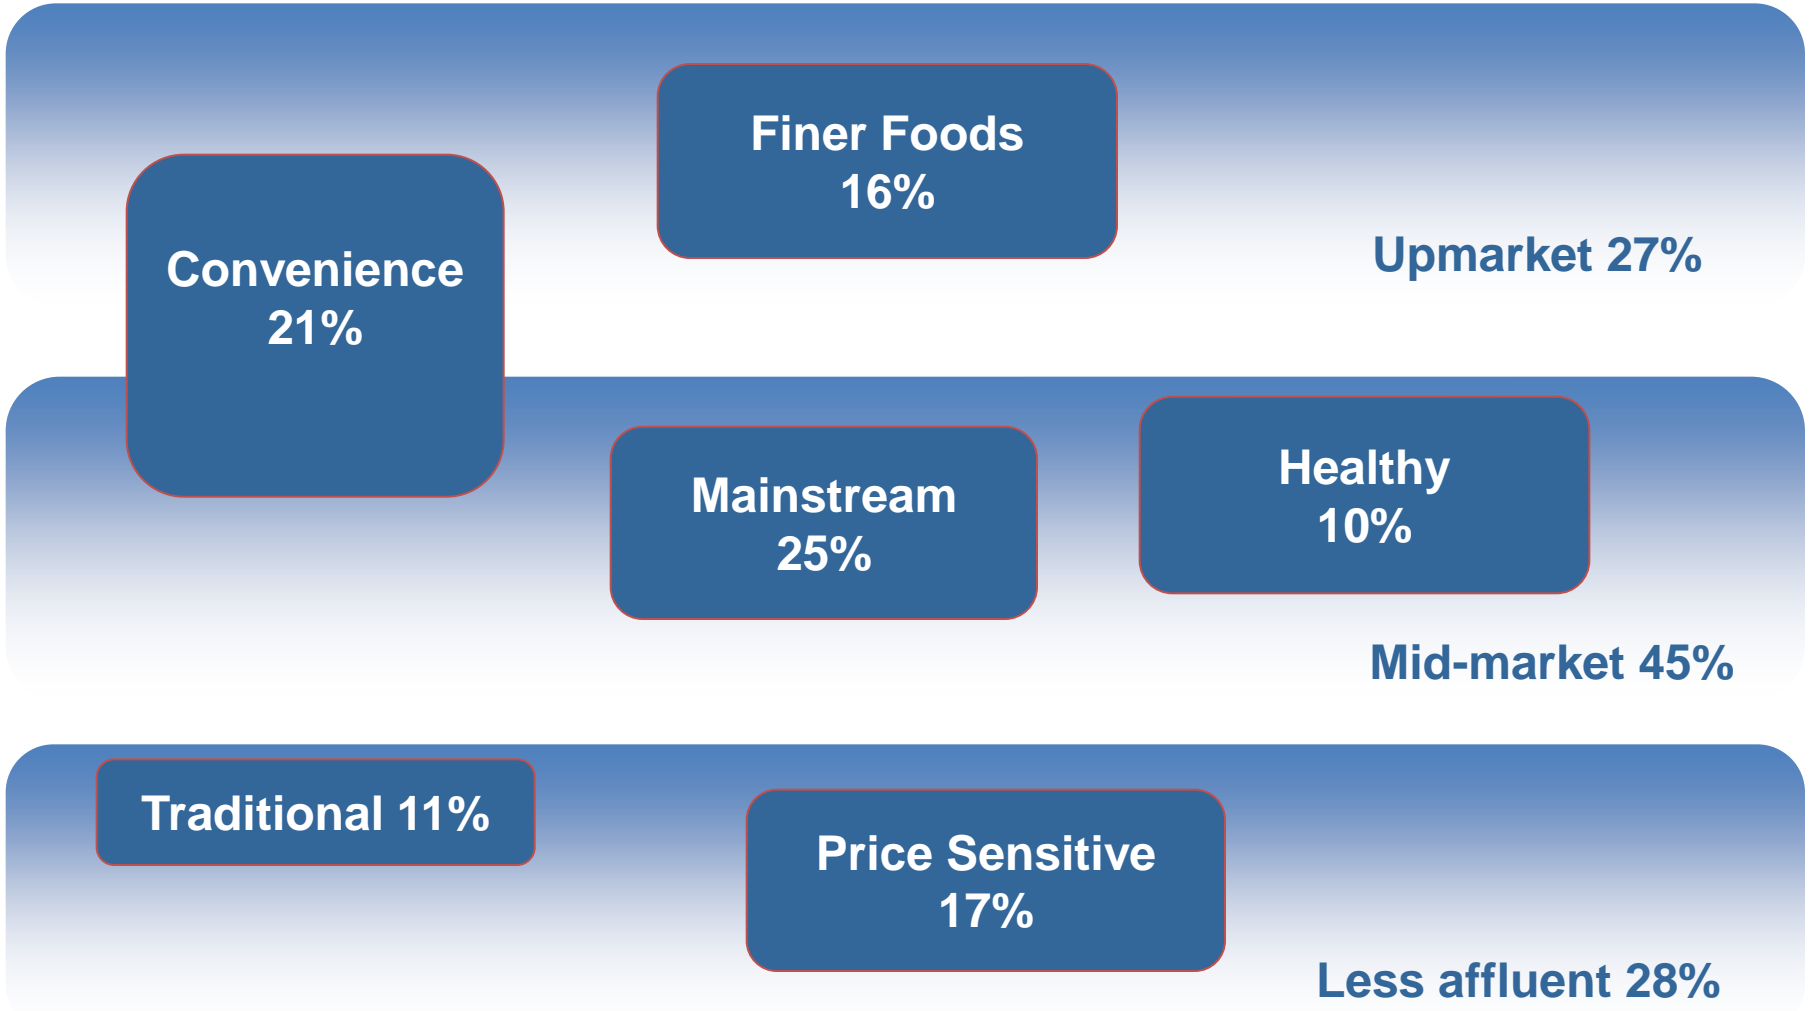 Finer Foods
16%
Convenience
21%
Upmarket 27%
Mainstream
25%
Healthy
10%
Mid-market 45%
Traditional 11%
Price Sensitive
17%
Less affluent 28%